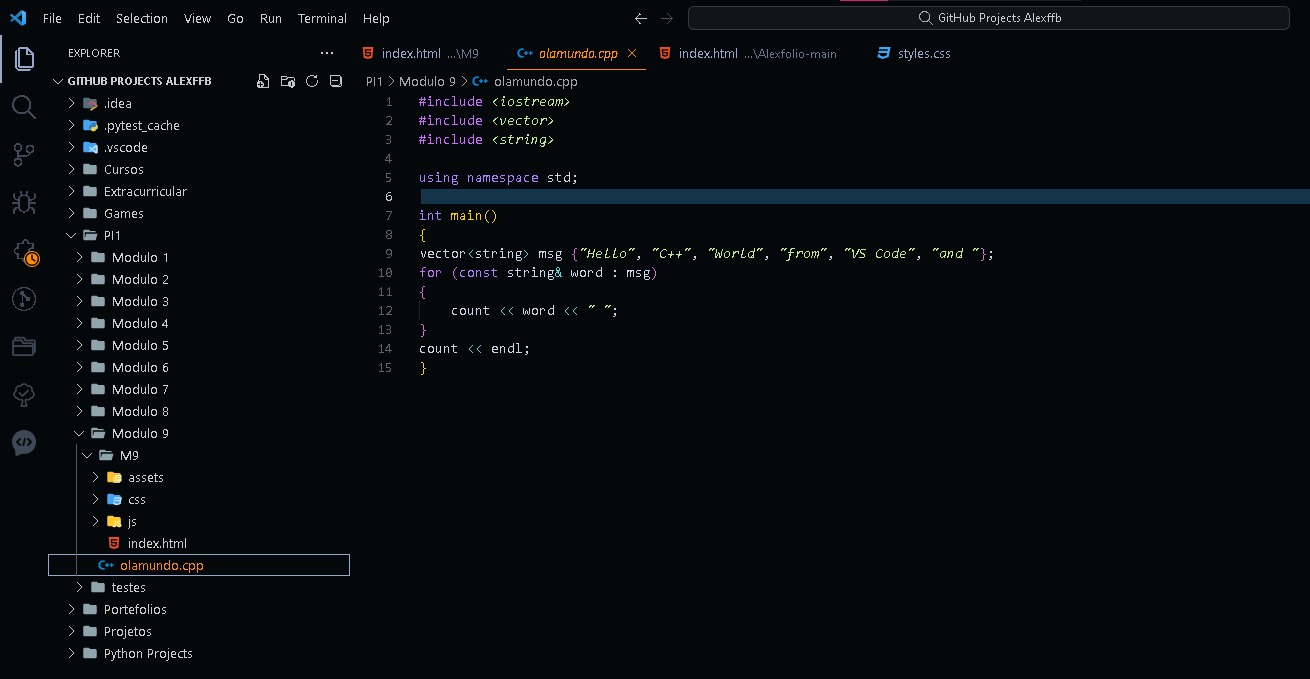 File Edit Selection View Go Run Terminal Help
GitHub Projects Alexffb
EXPLORER
GITHUB PROJECTS ALEXFFB
.idea
.pytest_cache
.vscode
Cursos
Extracurricular
Games
PI1
Modulo 1
Modulo 2
Modulo 3
Modulo 4
Modulo 5
Modulo 6
Modulo 7
Modulo 8
Modulo 9
M9
assets
css
js
index.html
olamundo.cpp
testes
Portefolios
Projetos
Python Projects
index.html ...\M9 olamundo.cpp index.html ...\Alexfolio-main styles.css
PI1 > Modulo 9 > olamundo.cpp
1 #include <iostream>
2 #include <vector>
3 #include <string>
4
5 using namespace std;
6
7 int main()
8 {
9 vector<string> msg {"Hello", "C++", "World", "from", "VS Code", "and "};
10 for (const string& word : msg)
11 {
12 count << word << " ";
13 }
14 count << endl;
15 }